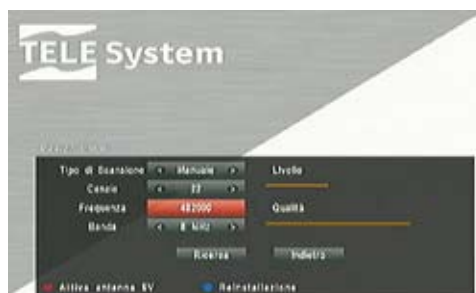 TELE System
Tipo di Scansione < Manuale > Livello
Canale < 22 >
Frequenza 482000 Qualità
Banda < 8 MHz >
Ricerca Indietro
Attiva antenna 5V Reinstallazione